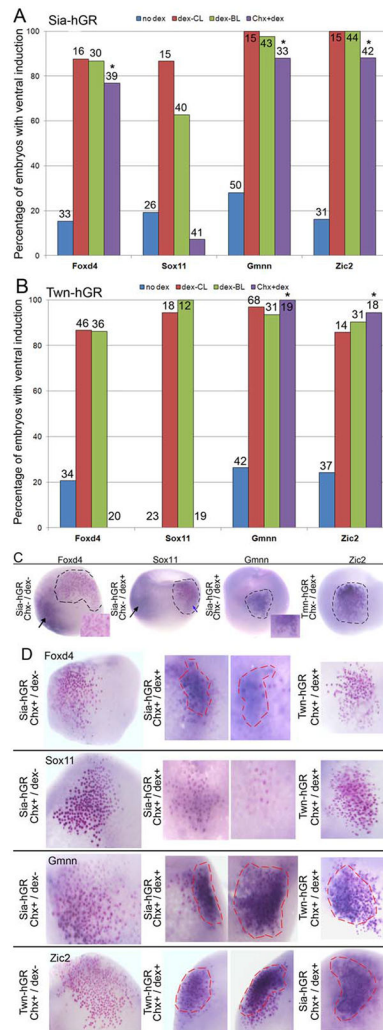 A
Sia-hGR
no dex dex-CL dex-BL Chx+dex
Percentage of embryos with ventral induction
100
80
60
40
20
0
33 16 30 * 39
26 16 40 41
50 15 43 * 33
31 15 44 * 42
Foxd4 Sox11 Gmnn Zic2
B
Twn-hGR
no dex dex-CL dex-BL Chx+dex
Percentage of embryos with ventral induction
100
80
60
40
20
0
34 46 36 20
23 18 12 19
42 68 31 * 19
37 14 31 * 18
Foxd4 Sox11 Gmnn Zic2
C
Foxd4 Sox11 Gmnn Zic2
Sia-hGR
Chx- / dex-
Sia-hGR
Chx- / dex+
Sia-hGR
Chx- / dex+
Tmn-hGR
Chx- / dex+
D
Foxd4
Sia-hGR
Chx+ / dex-
Sia-hGR
Chx+ / dex+
Twn-hGR
Chx+ / dex+
Sox11
Sia-hGR
Chx+ / dex-
Sia-hGR
Chx+ / dex+
Twn-hGR
Chx+ / dex+
Gmnn
Sia-hGR
Chx+ / dex-
Sia-hGR
Chx+ / dex+
Twn-hGR
Chx+ / dex+
Zic2
Twn-hGR
Chx+ / dex-
Twn-hGR
Chx+ / dex+
Sia-hGR
Chx+ / dex+